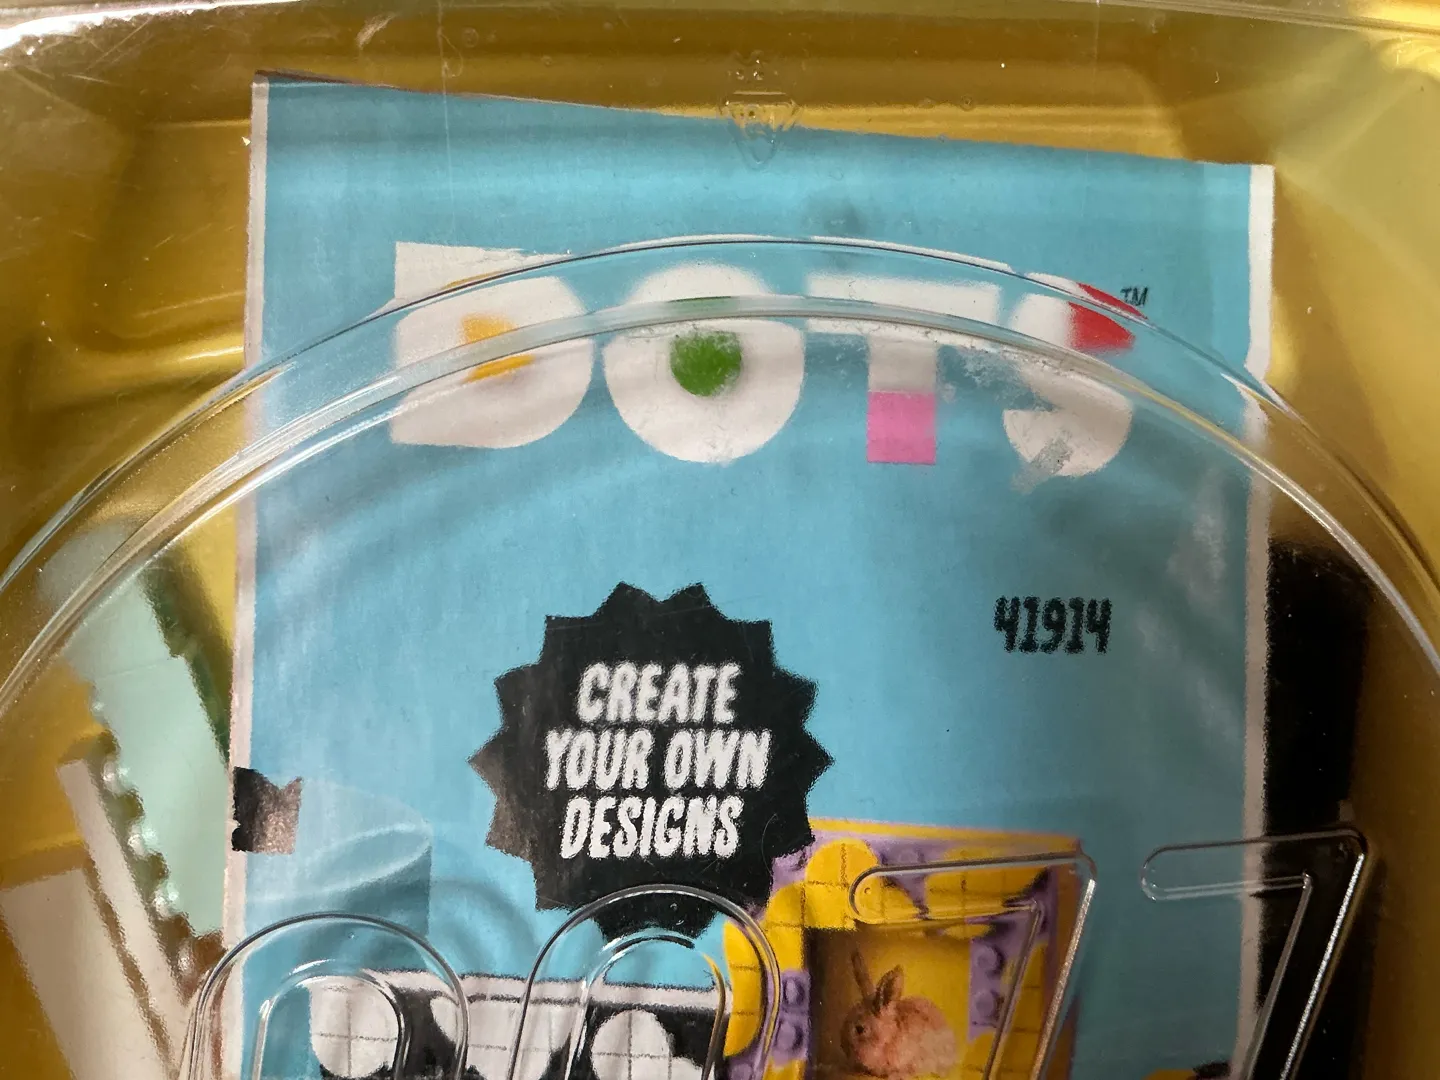 DOTS™
41914
CREATE
YOUR OWN
DESIGNS